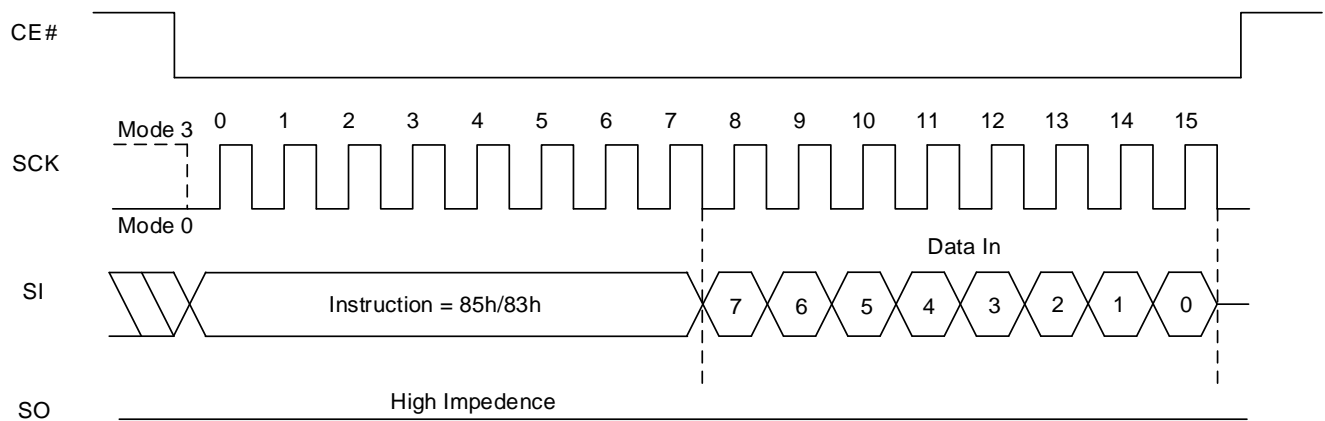 CE#
Mode 3 0 1 2 3 4 5 6 7 8 9 10 11 12 13 14 15
SCK
Mode 0
Data In
SI
Instruction = 85h/83h 7 6 5 4 3 2 1 0
High Impedence
SO